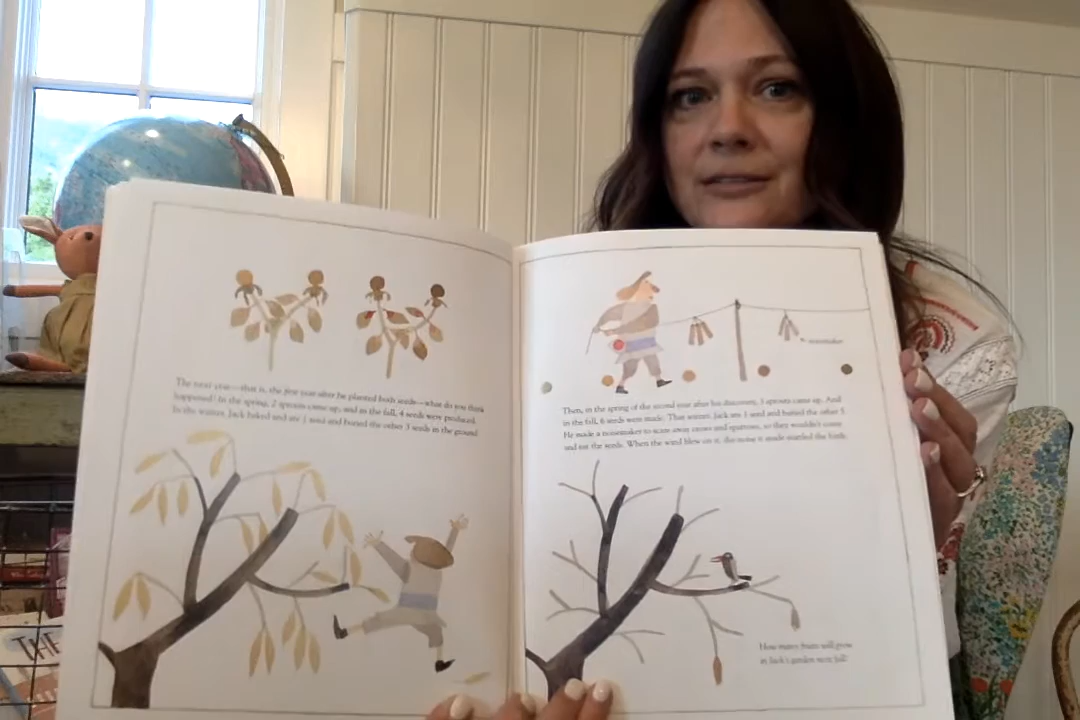 The next year—that is, the first year after he planted both seeds—what do you think
happened? In the spring, 2 sprouts came up, and in the fall, 4 seeds were produced.
In the winter, Jack baked and ate 1 seed and buried the other 3 seeds in the ground.
noisemaker
Then, in the spring of the second year after his discovery, 3 sprouts came up. And
in the fall, 6 seeds were made. That winter, Jack ate 1 seed and buried the other 5.
He made a noisemaker to scare away crows and sparrows, so they wouldn't come
and eat the seeds. When the wind blew on it, the noise it made startled the birds.
How many fruits will grow
in Jack's garden next fall?
THE